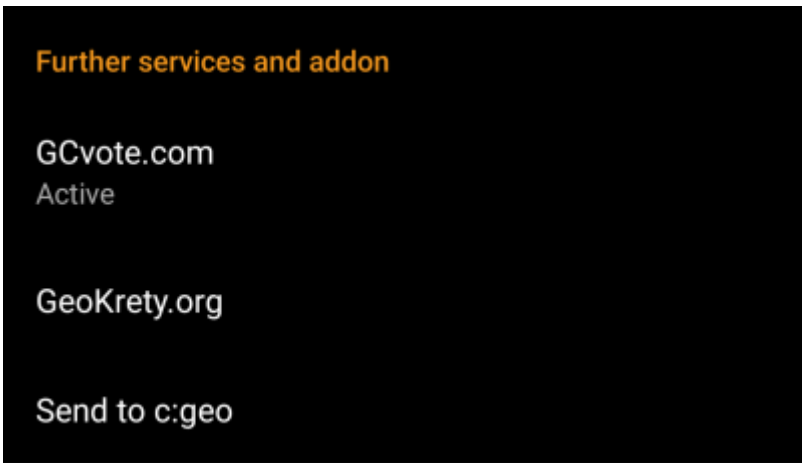 Further services and addon
GCvote.com
Active
GeoKrety.org
Send to c:geo